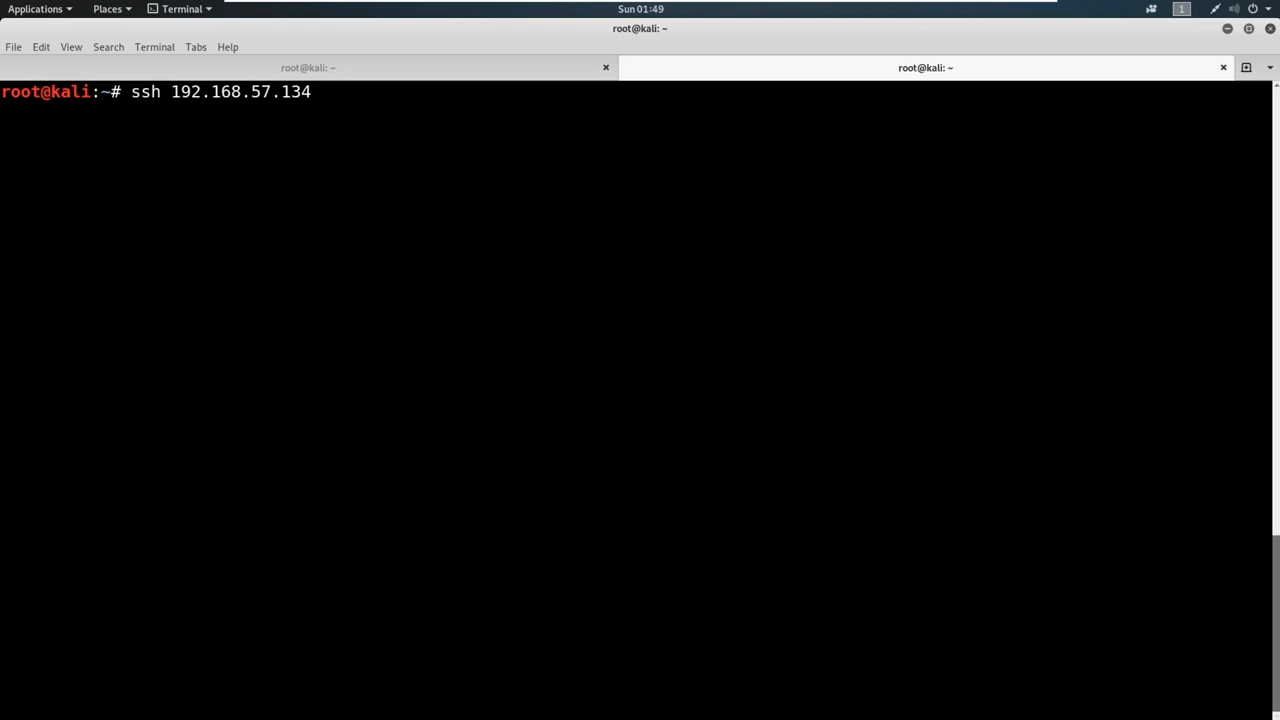 Applications Places Terminal Sun 01:49 1
root@kali: ~
File Edit View Search Terminal Tabs Help
root@kali: ~ root@kali: ~
root@kali:~# ssh 192.168.57.134